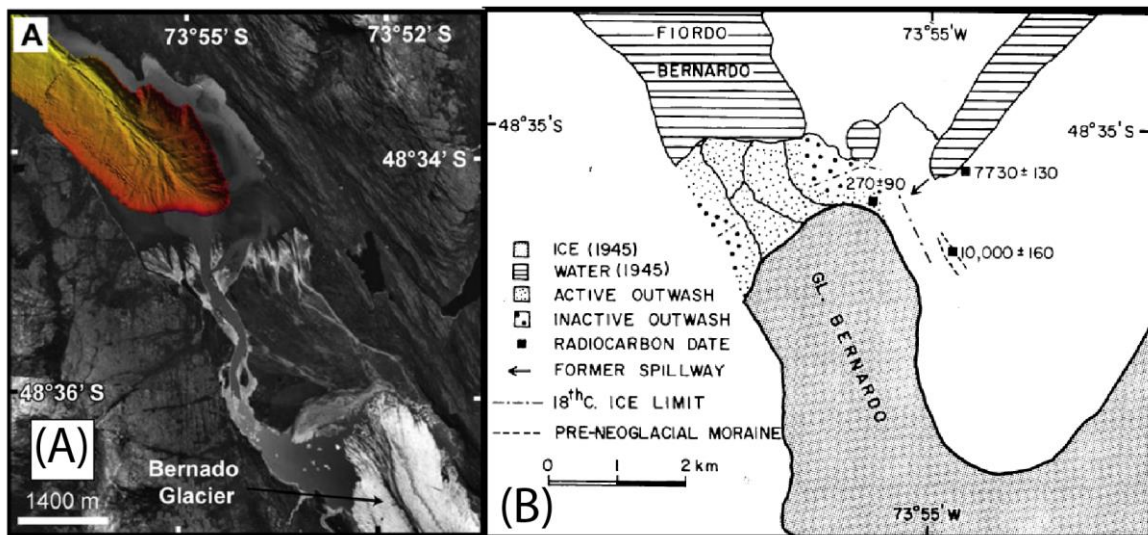 A
73°55' S
73°52' S
48°34' S
48°36' S
(A)
1400 m
Bernado
Glacier
FIORDO
BERNARDO
73°55'W
48°35'S
48°35'S
7730±130
270±90
10,000±160
ICE (1945)
WATER (1945)
ACTIVE OUTWASH
INACTIVE OUTWASH
RADIOCARBON DATE
FORMER SPILLWAY
18thC. ICE LIMIT
PRE-NEOGLACIAL MORAINE
GL. BERNARDO
0 1 2 km
(B)
73°55'W